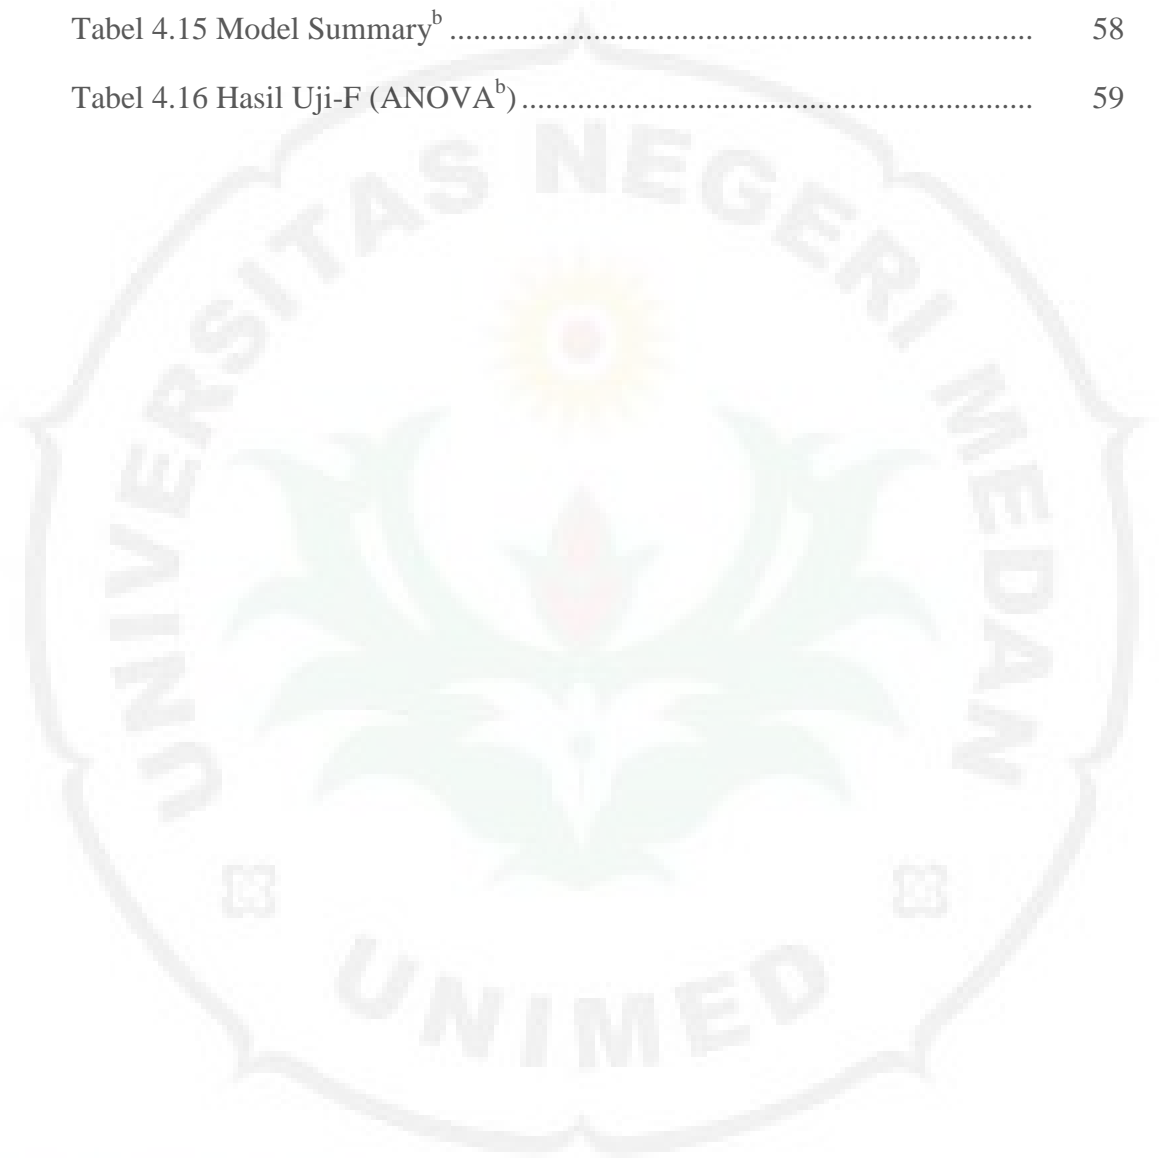 Tabel 4.15 Model Summaryᵇ ............................................................... 58
Tabel 4.16 Hasil Uji-F (ANOVAᵇ) ....................................................... 59
UNIVERSITAS NEGERI MEDAN
UNIMED